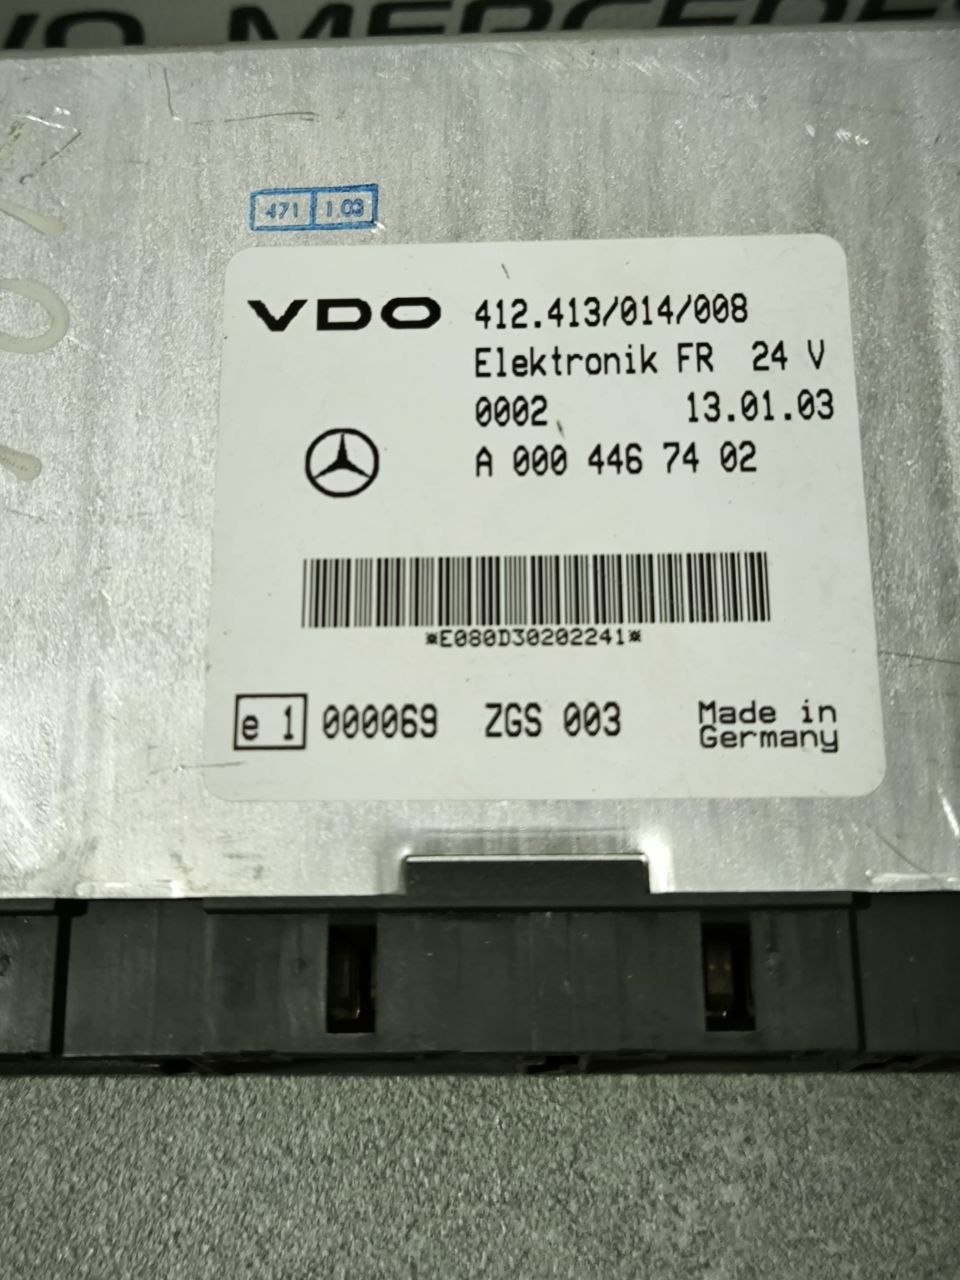 MERCEDES
471 1.03
VDO 412.413/014/008
Elektronik FR 24 V
0002 13.01.03
A 000 446 74 02
*E080D30202241*
e 1 000069 ZGS 003 Made in
Germany